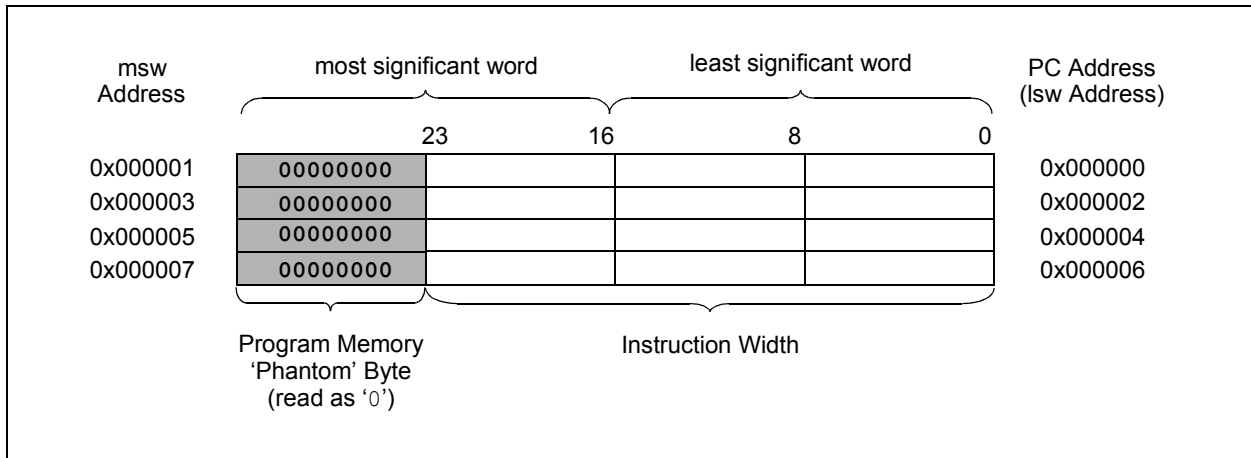 msw
Address
most significant word
least significant word
PC Address
(lsw Address)
23
16
8
0
0x000001
00000000
0x000000
0x000003
00000000
0x000002
0x000005
00000000
0x000004
0x000007
00000000
0x000006
Program Memory
‘Phantom’ Byte
(read as ‘0’)
Instruction Width